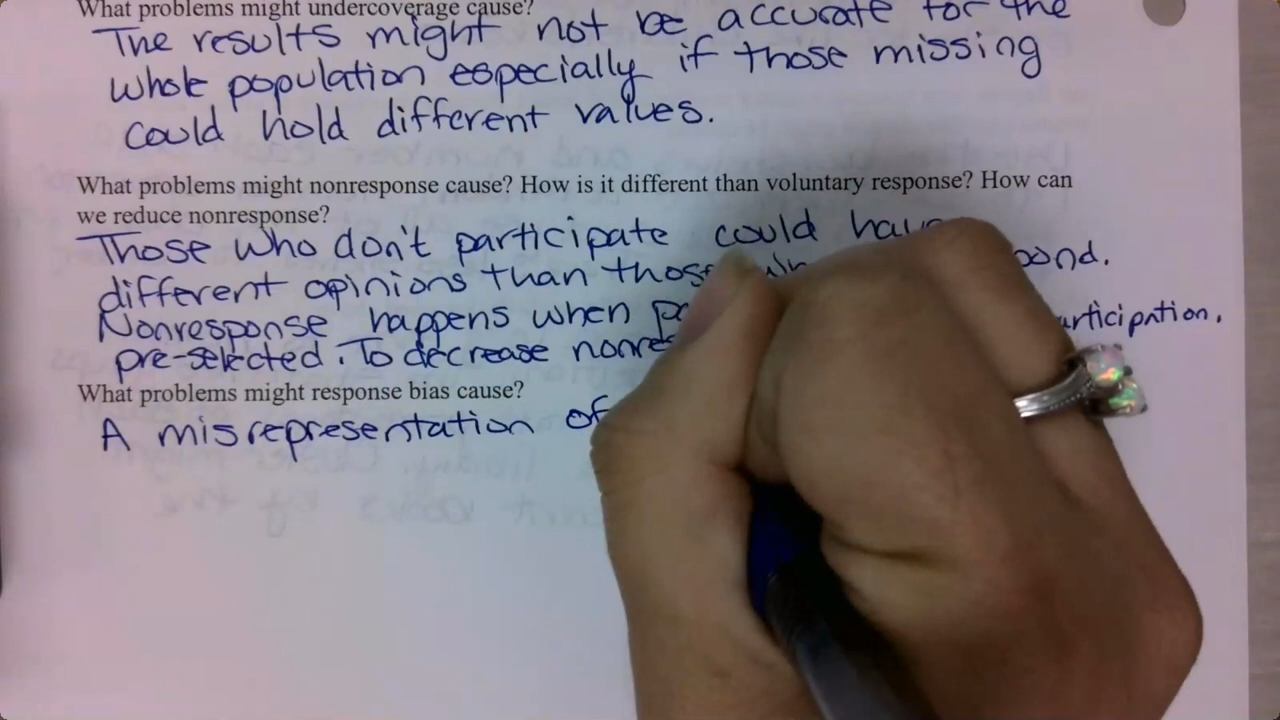 What problems might undercoverage cause?
The results might not be accurate for the
whole population especially if those missing
could hold different values.
What problems might nonresponse cause? How is it different than voluntary response? How can
we reduce nonresponse?
Those who don't participate could
different opinions than
Nonresponse happens when
pre-selected. To decrease
What problems might response bias cause?
A misrepresentation of